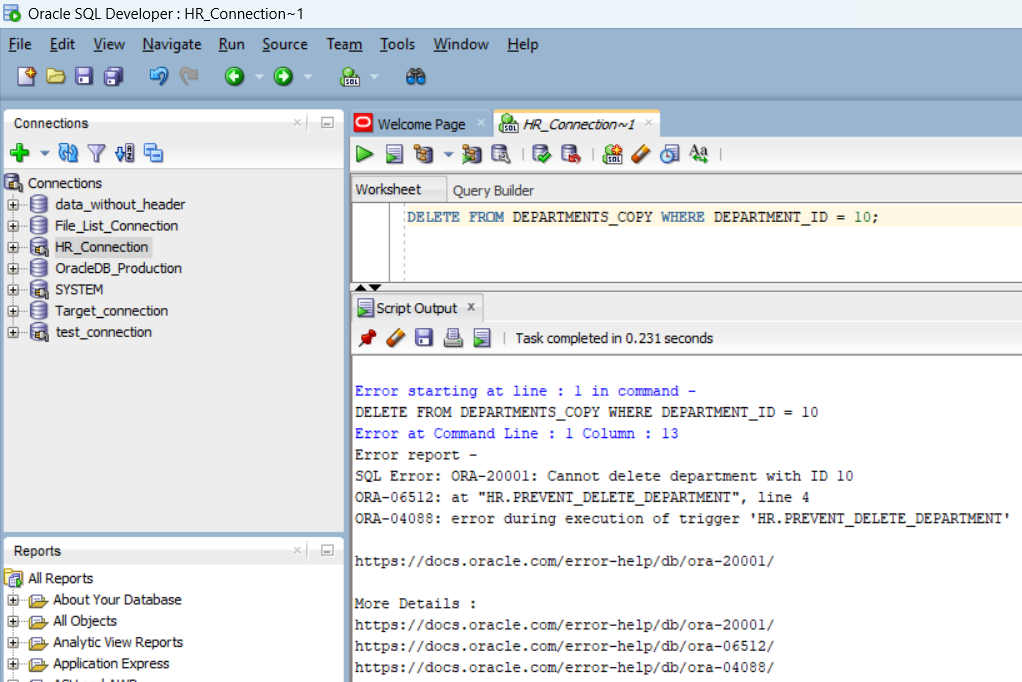 Oracle SQL Developer : HR_Connection~1
File Edit View Navigate Run Source Team Tools Window Help
Connections
Connections
data_without_header
File_List_Connection
HR_Connection
OracleDB_Production
SYSTEM
Target_connection
test_connection
Reports
All Reports
About Your Database
All Objects
Analytic View Reports
Application Express
Welcome Page
HR_Connection~1
Worksheet Query Builder
DELETE FROM DEPARTMENTS_COPY WHERE DEPARTMENT_ID = 10;
Script Output
Task completed in 0.231 seconds
Error starting at line : 1 in command -
DELETE FROM DEPARTMENTS_COPY WHERE DEPARTMENT_ID = 10
Error at Command Line : 1 Column : 13
Error report -
SQL Error: ORA-20001: Cannot delete department with ID 10
ORA-06512: at "HR.PREVENT_DELETE_DEPARTMENT", line 4
ORA-04088: error during execution of trigger 'HR.PREVENT_DELETE_DEPARTMENT'
https://docs.oracle.com/error-help/db/ora-20001/
More Details :
https://docs.oracle.com/error-help/db/ora-20001/
https://docs.oracle.com/error-help/db/ora-06512/
https://docs.oracle.com/error-help/db/ora-04088/